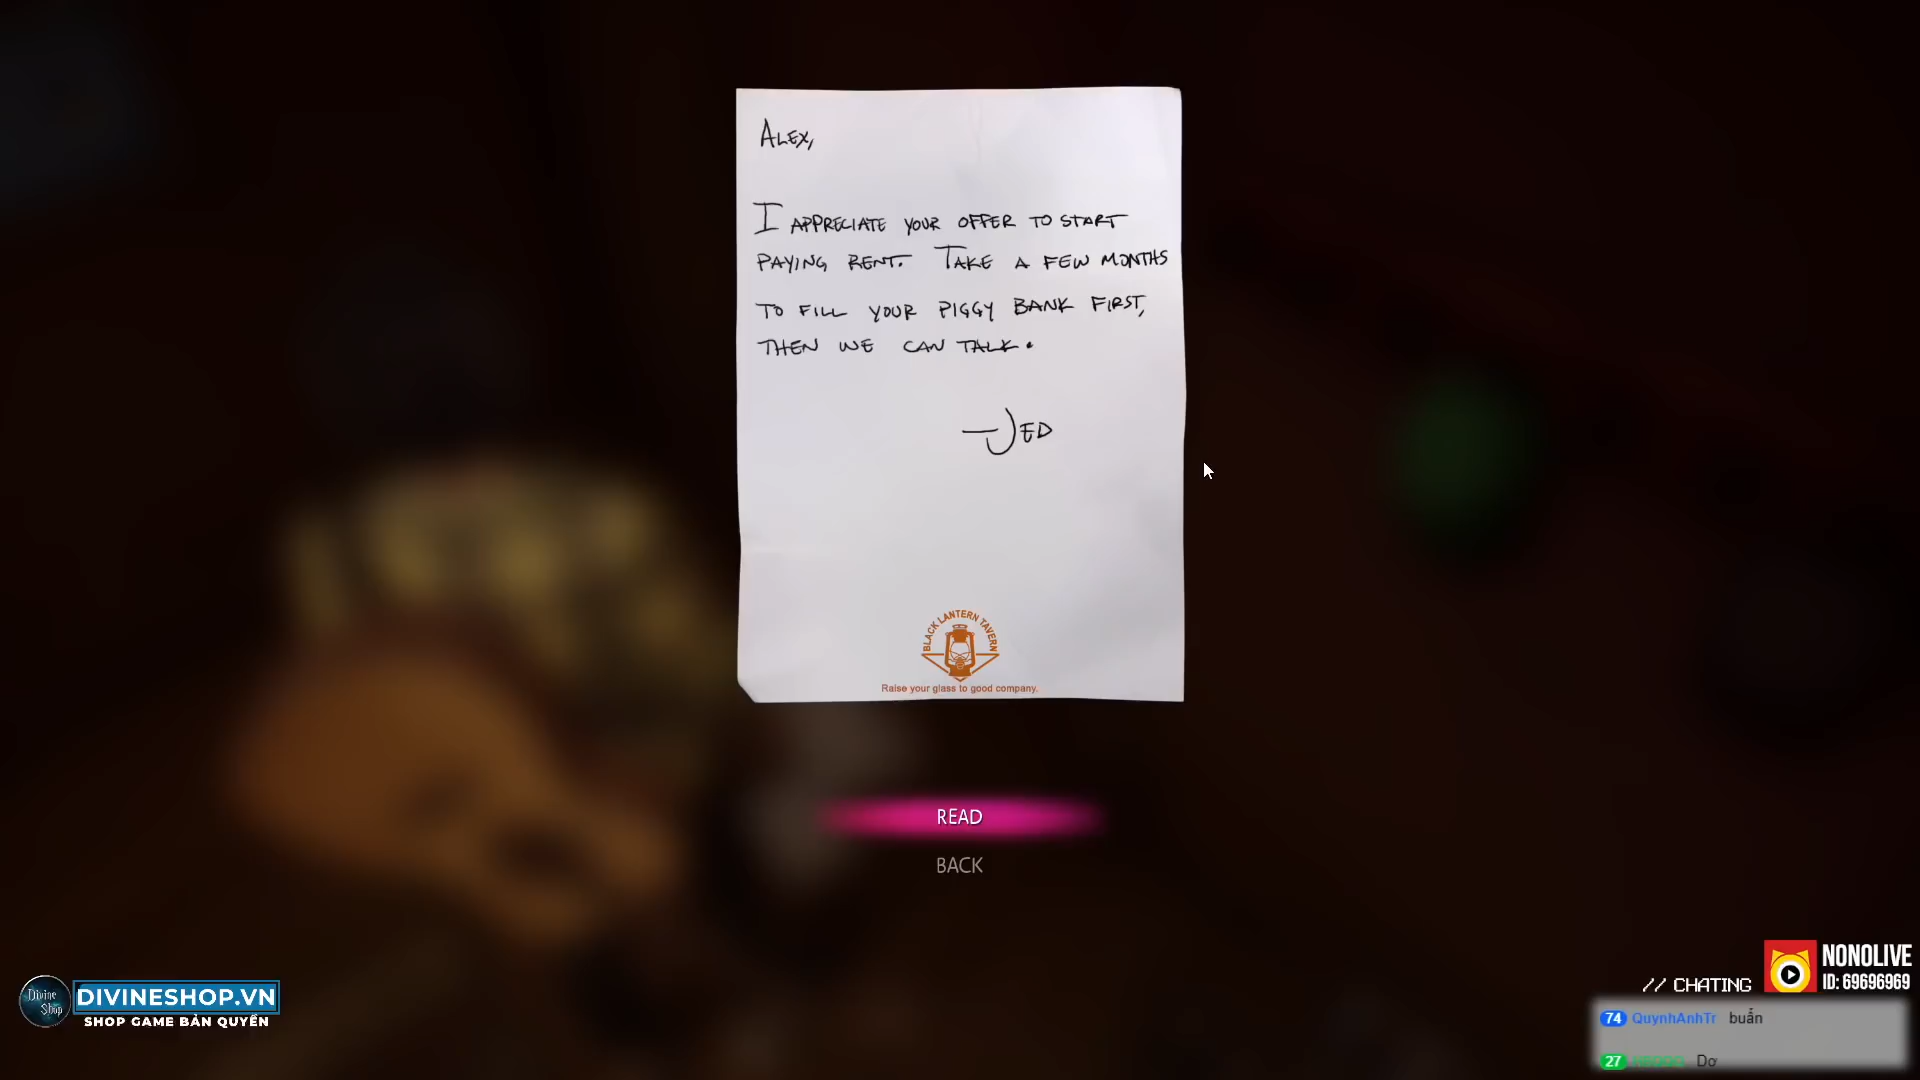 ALEX,
I APPRECIATE YOUR OFFER TO START
PAYING RENT. TAKE A FEW MONTHS
TO FILL YOUR PIGGY BANK FIRST,
THEN WE CAN TALK.
—JED
BLACK LANTERN TAVERN
Raise your glass to good company.
READ
BACK
Divine Shop
DIVINESHOP.VN
SHOP GAME BẢN QUYỀN
// CHATING
NONOLIVE
ID: 69696969
74 QuynhAnhTr buẩn
27 Dơ